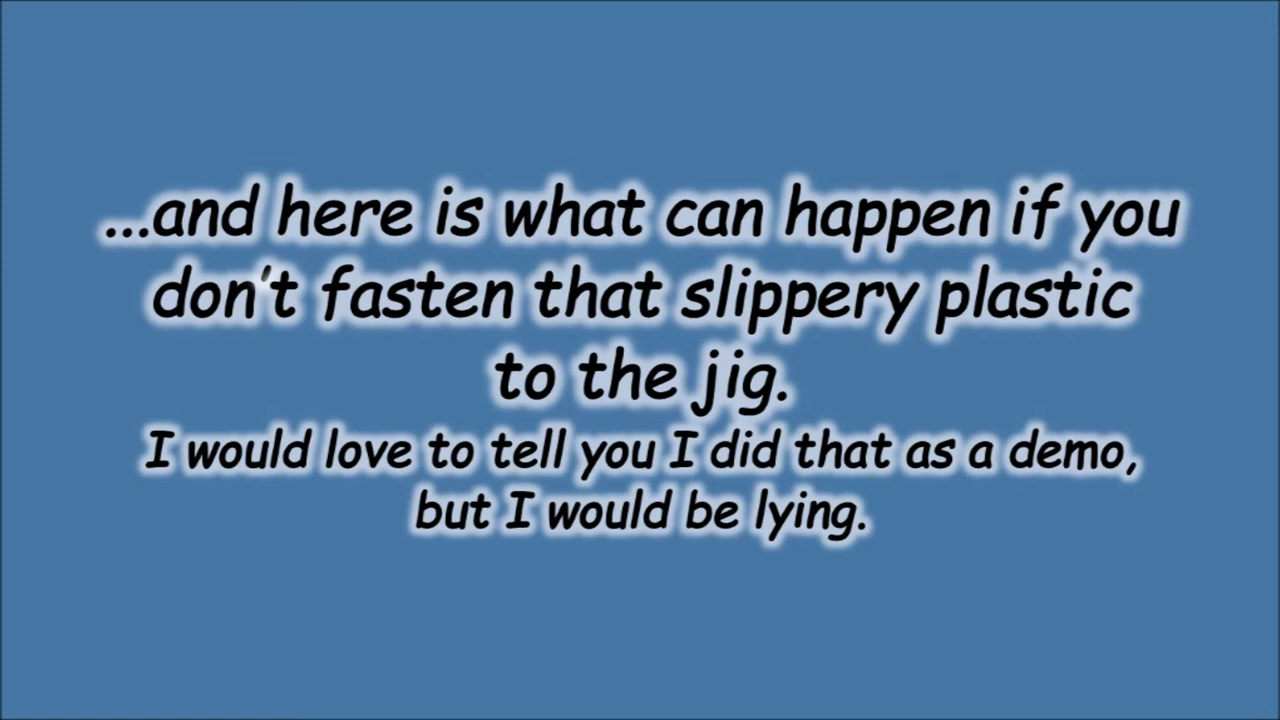 ...and here is what can happen if you
don't fasten that slippery plastic
to the jig.
I would love to tell you I did that as a demo,
but I would be lying.